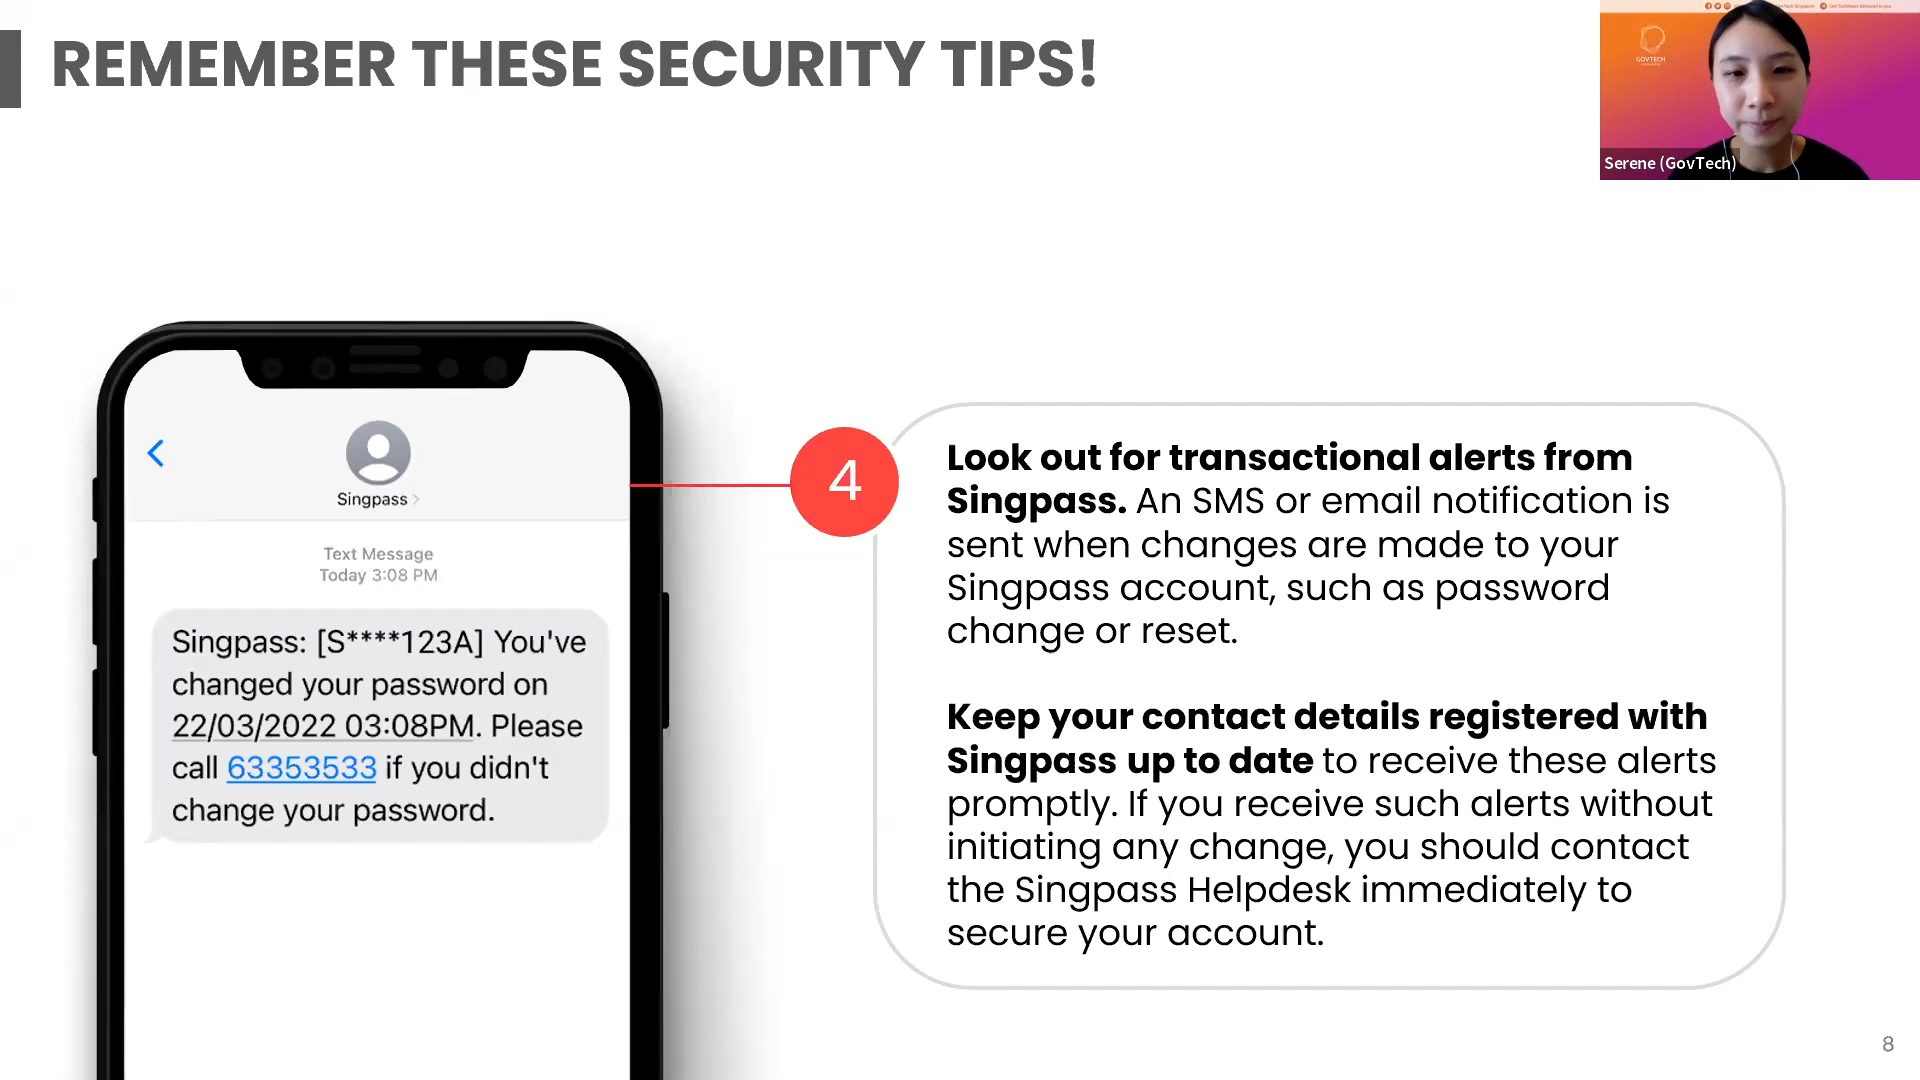 REMEMBER THESE SECURITY TIPS!
GOVTECH
Serene (GovTech)
Singpass
Text Message
Today 3:08 PM
Singpass: [S****123A] You've
changed your password on
22/03/2022 03:08PM. Please
call 63353533 if you didn't
change your password.
4
Look out for transactional alerts from
Singpass. An SMS or email notification is
sent when changes are made to your
Singpass account, such as password
change or reset.
Keep your contact details registered with
Singpass up to date to receive these alerts
promptly. If you receive such alerts without
initiating any change, you should contact
the Singpass Helpdesk immediately to
secure your account.
8